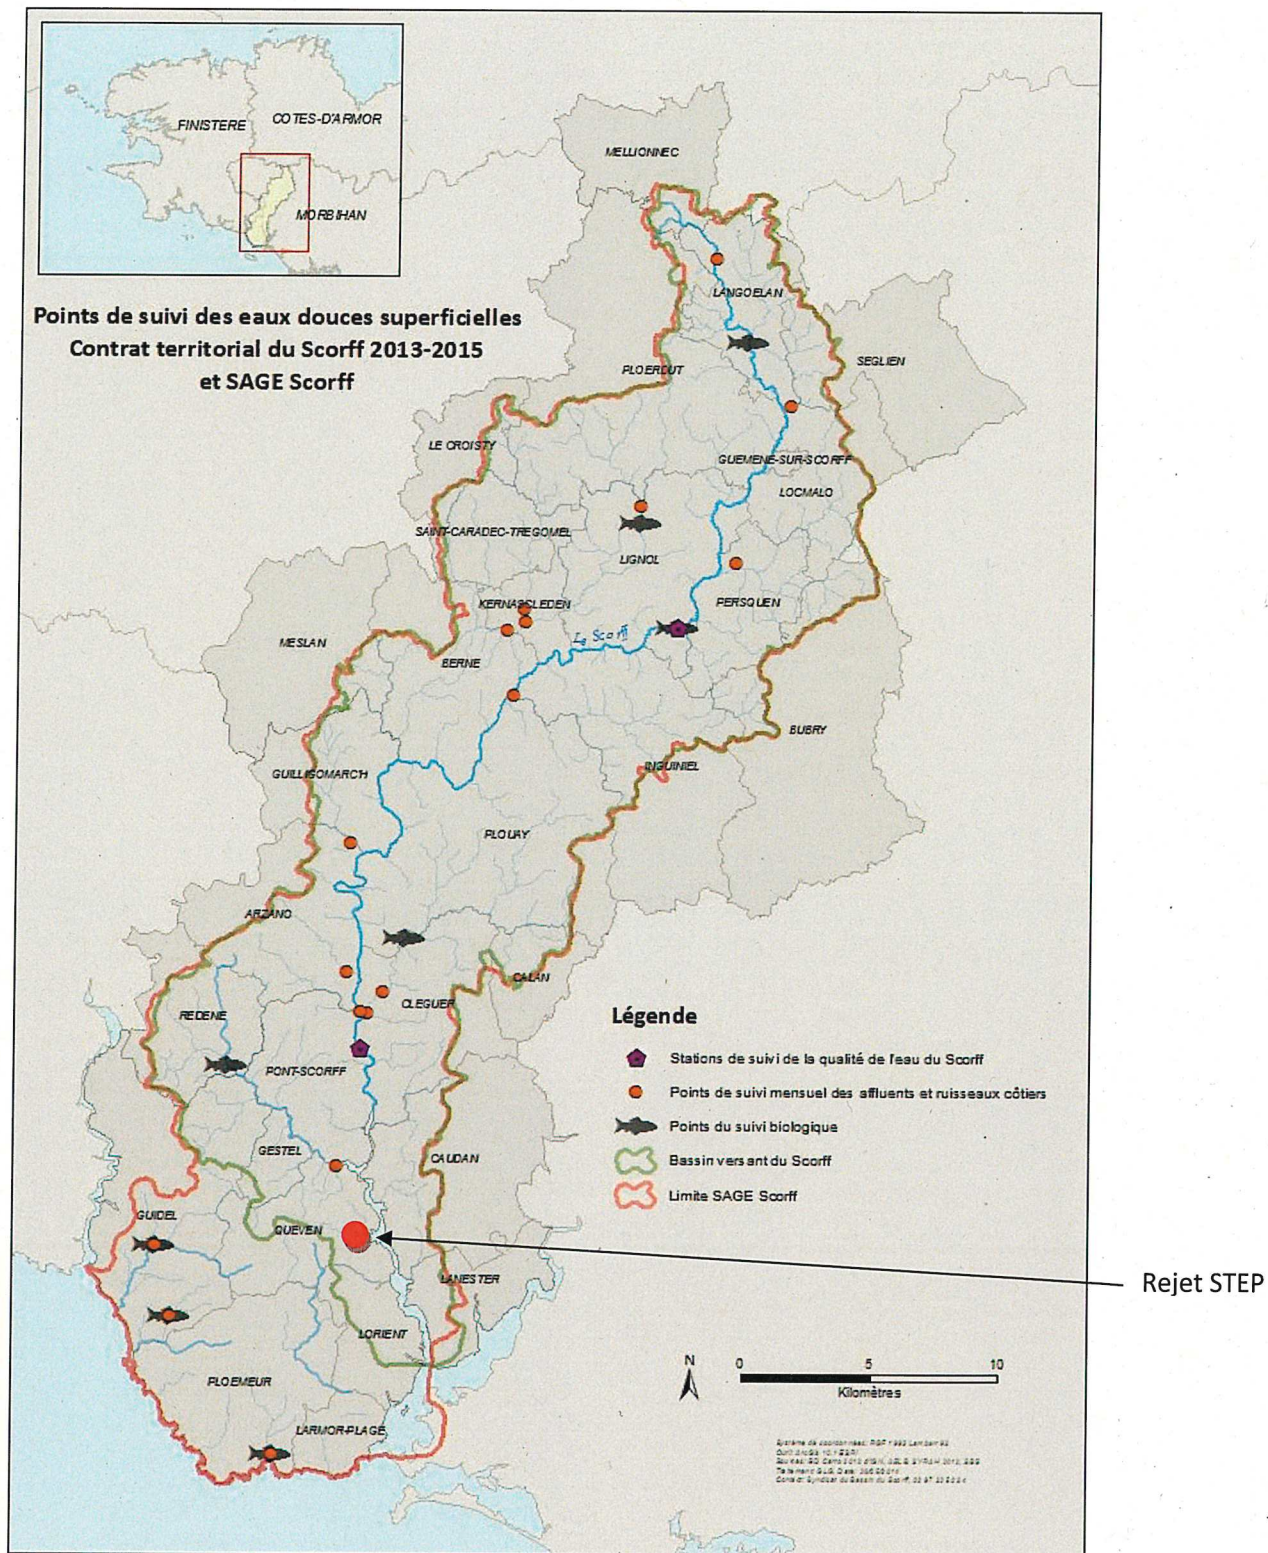 FINISTERE
COTES-D'ARMOR
MORBIHAN
Points de suivi des eaux douces superficielles
Contrat territorial du Scorff 2013-2015
et SAGE Scorff
MELLIONNEC
LANGOELAN
PLOERDUT
SEGLIEN
LE CROISTY
GUEMENE-SUR-SCORFF
LOCMALO
SAINT-CARADEC-TREGOMEL
LIGNOL
KERNASCLEDEN
PERSQUEN
Le Scorff
MESLAN
BERNE
BUBRY
INGUINIEL
GUILLIGOMARC'H
PLOUAY
ARZANO
CALAN
CLEGUER
REDENE
PONT-SCORFF
GESTEL
CAUDAN
GUIDEL
QUEVEN
LANESTER
LORIENT
PLOEMEUR
LARMOR-PLAGE
Légende
Stations de suivi de la qualité de l'eau du Scorff
Points de suivi mensuel des affluents et ruisseaux côtiers
Points du suivi biologique
Bassin versant du Scorff
Limite SAGE Scorff
Rejet STEP
N
0 5 10
Kilomètres